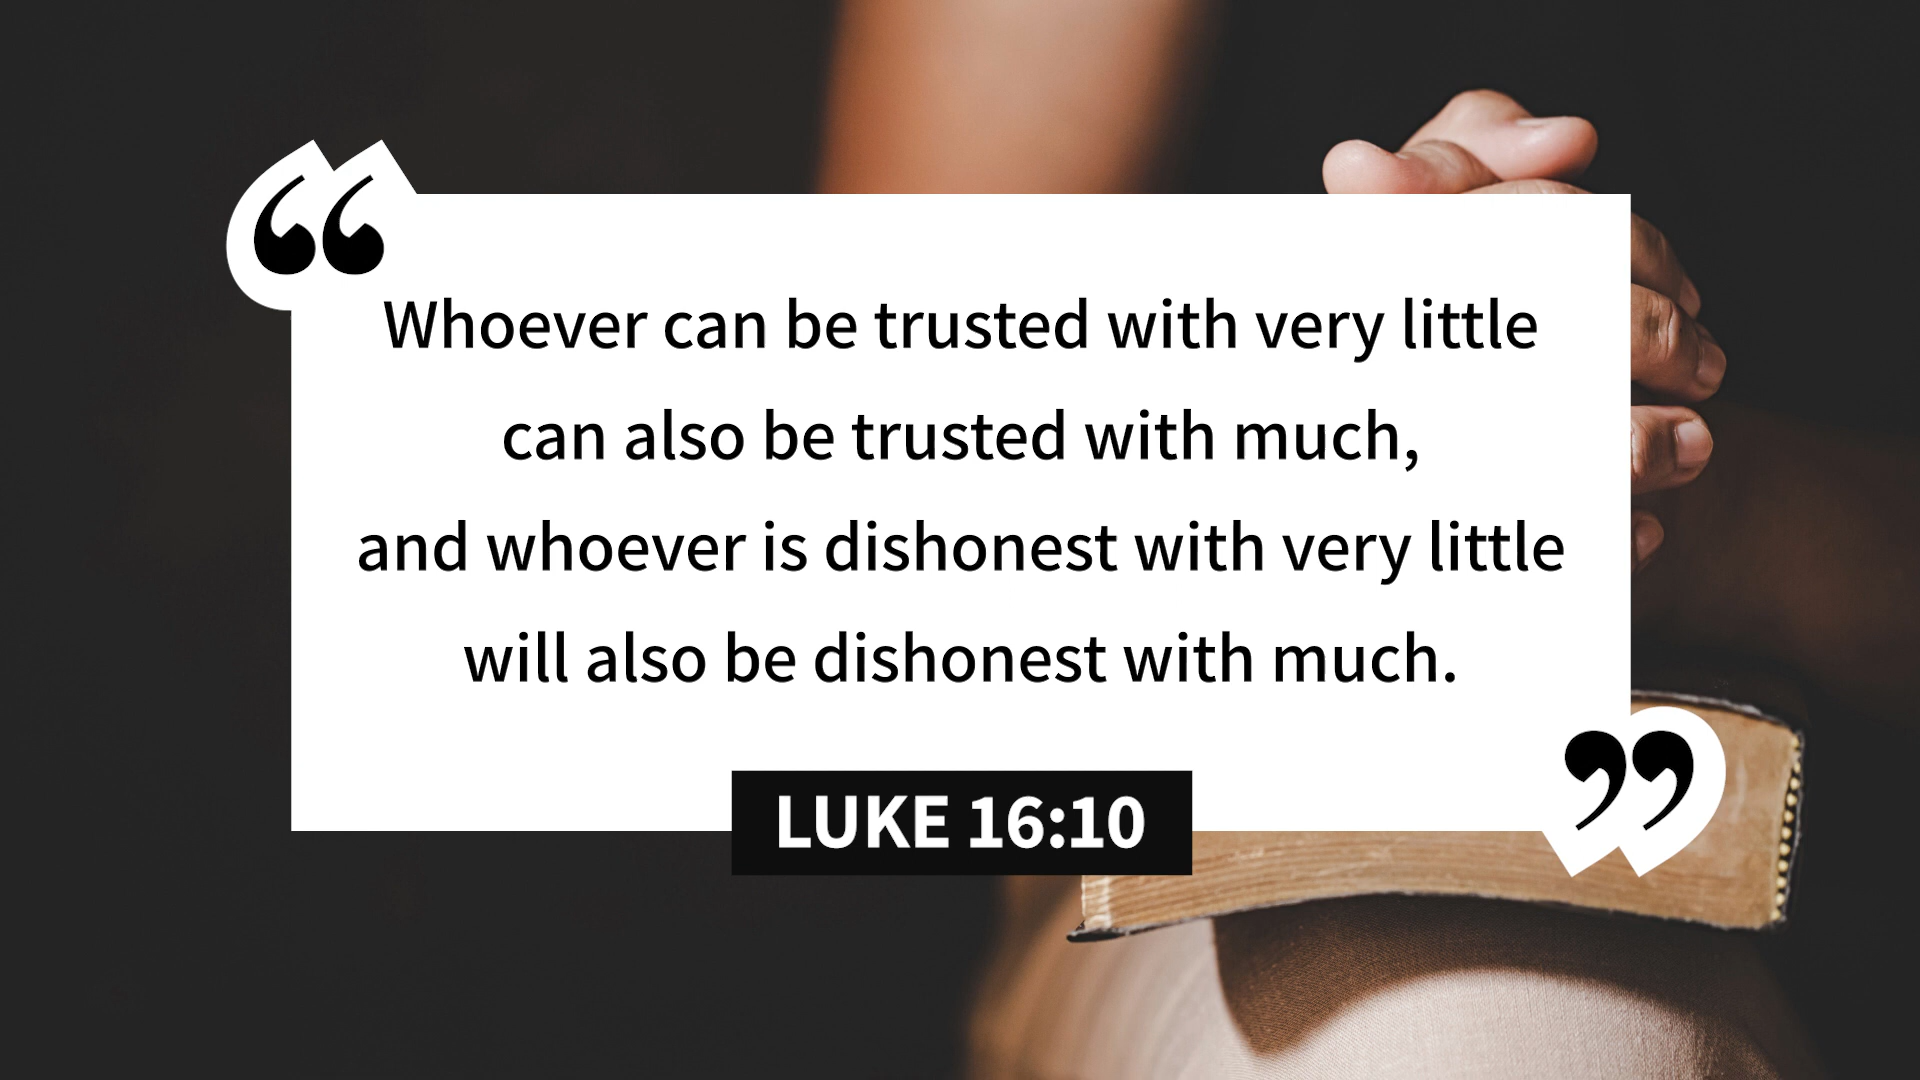 “
Whoever can be trusted with very little
can also be trusted with much,
and whoever is dishonest with very little
will also be dishonest with much.
”
LUKE 16:10